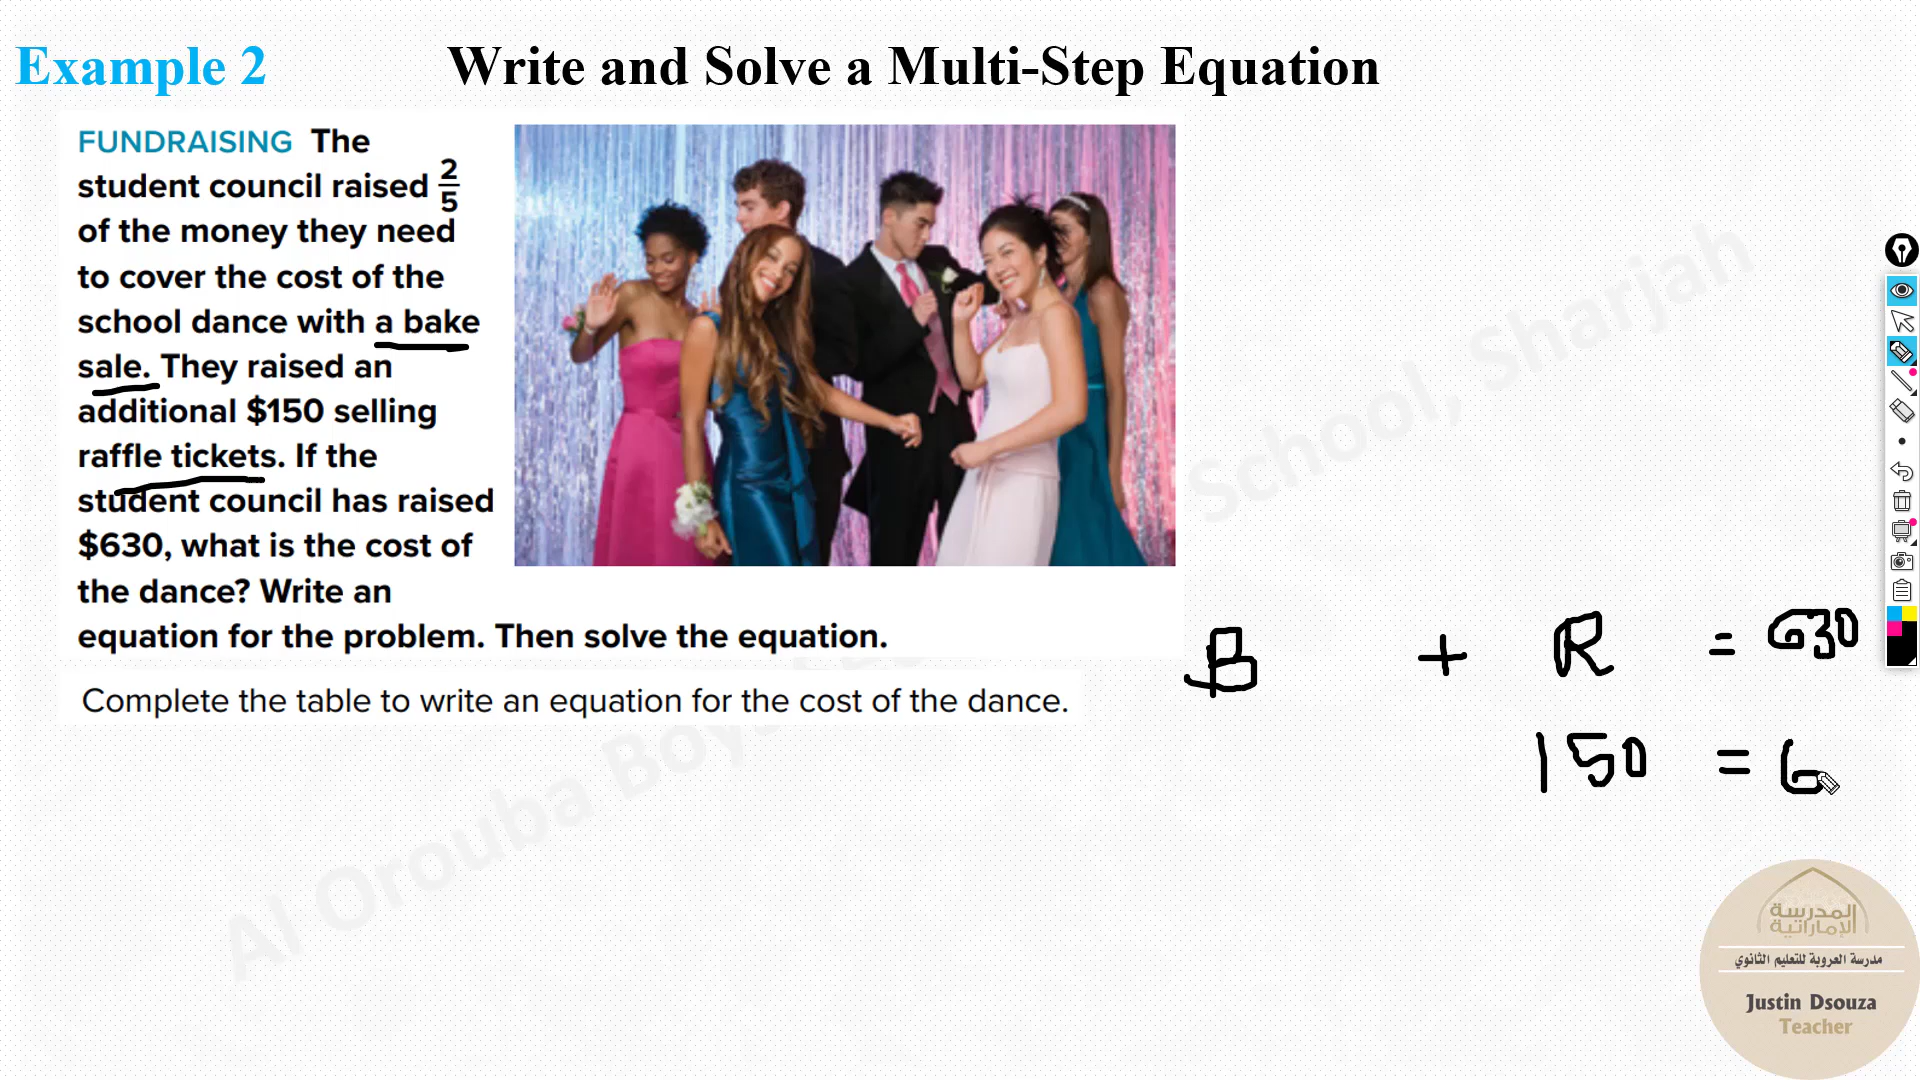 Example 2
Write and Solve a Multi-Step Equation
FUNDRAISING The
student council raised 2/5
of the money they need
to cover the cost of the
school dance with a bake
sale. They raised an
additional $150 selling
raffle tickets. If the
student council has raised
$630, what is the cost of
the dance? Write an
equation for the problem. Then solve the equation.
Complete the table to write an equation for the cost of the dance.
B + R = 630
150 = 6
Al Orouba Boys School, Sharjah
المدرسة
الإماراتية
مدرسة العروبة للتعليم الثانوي
Justin Dsouza
Teacher